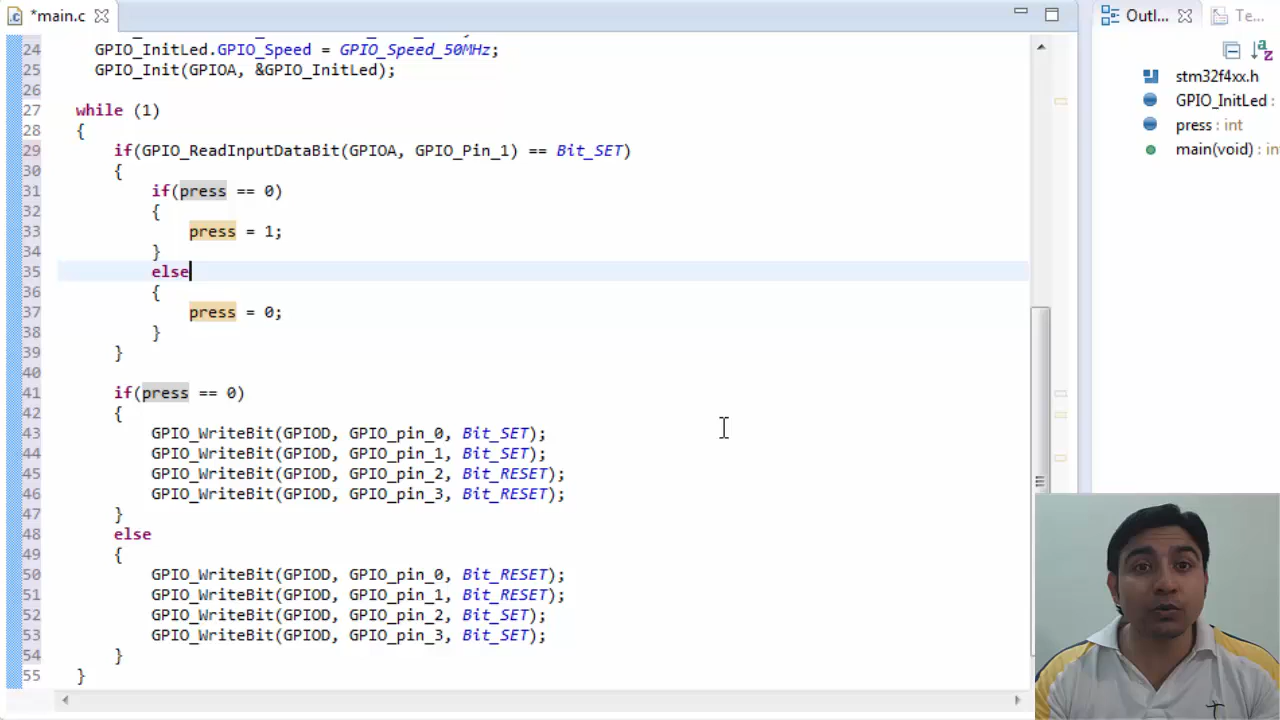 *main.c
Outl...
Te...
24 GPIO_InitLed.GPIO_Speed = GPIO_Speed_50MHz;
25 GPIO_Init(GPIOA, &GPIO_InitLed);
26
27 while (1)
28 {
29 if(GPIO_ReadInputDataBit(GPIOA, GPIO_Pin_1) == Bit_SET)
30 {
31 if(press == 0)
32 {
33 press = 1;
34 }
35 else
36 {
37 press = 0;
38 }
39 }
40
41 if(press == 0)
42 {
43 GPIO_WriteBit(GPIOD, GPIO_pin_0, Bit_SET);
44 GPIO_WriteBit(GPIOD, GPIO_pin_1, Bit_SET);
45 GPIO_WriteBit(GPIOD, GPIO_pin_2, Bit_RESET);
46 GPIO_WriteBit(GPIOD, GPIO_pin_3, Bit_RESET);
47 }
48 else
49 {
50 GPIO_WriteBit(GPIOD, GPIO_pin_0, Bit_RESET);
51 GPIO_WriteBit(GPIOD, GPIO_pin_1, Bit_RESET);
52 GPIO_WriteBit(GPIOD, GPIO_pin_2, Bit_SET);
53 GPIO_WriteBit(GPIOD, GPIO_pin_3, Bit_SET);
54 }
55 }
stm32f4xx.h
GPIO_InitLed :
press : int
main(void) : in